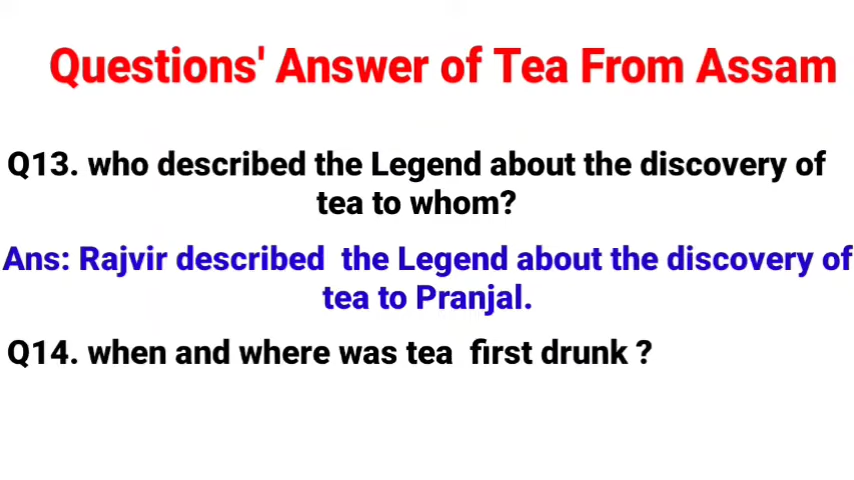 Questions' Answer of Tea From Assam
Q13. who described the Legend about the discovery of
tea to whom?
Ans: Rajvir described the Legend about the discovery of
tea to Pranjal.
Q14. when and where was tea first drunk ?